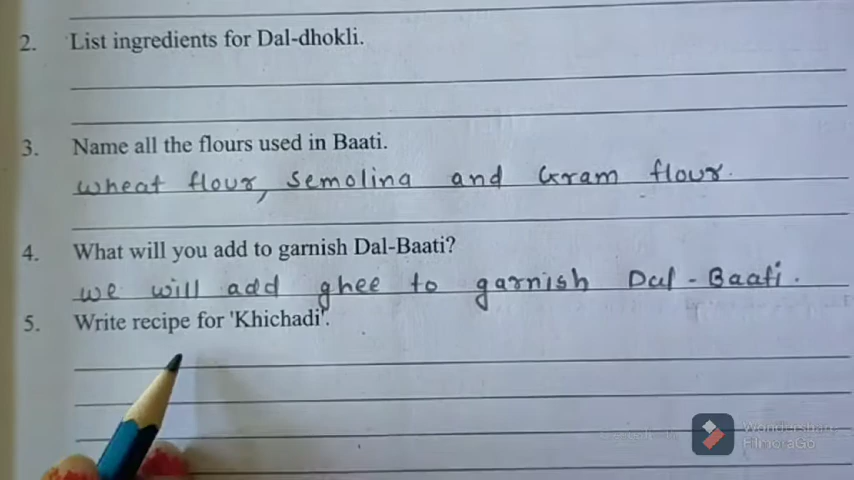 2. List ingredients for Dal-dhokli.
3. Name all the flours used in Baati.
Wheat flour, Semolina and Gram flour.
4. What will you add to garnish Dal-Baati?
we will add ghee to garnish Dal-Baati.
5. Write recipe for 'Khichadi'.
Wondershare
FilmoraGo